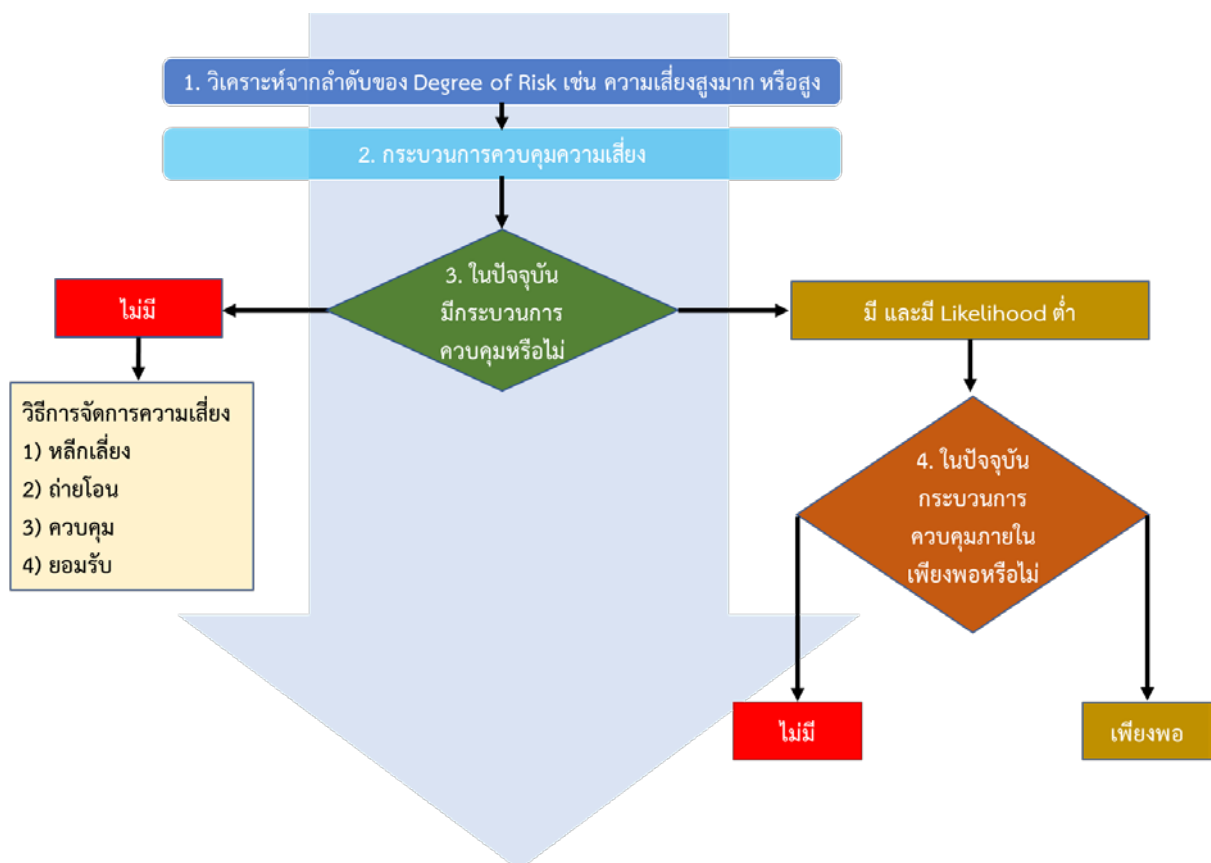 1. วิเคราะห์จากลำดับของ Degree of Risk เช่น ความเสี่ยงสูงมาก หรือสูง
2. กระบวนการควบคุมความเสี่ยง
3. ในปัจจุบัน
มีกระบวนการ
ควบคุมหรือไม่
ไม่มี
มี และมี Likelihood ต่ำ
วิธีการจัดการความเสี่ยง
1) หลีกเลี่ยง
2) ถ่ายโอน
3) ควบคุม
4) ยอมรับ
4. ในปัจจุบัน
กระบวนการ
ควบคุมภายใน
เพียงพอหรือไม่
ไม่มี
เพียงพอ